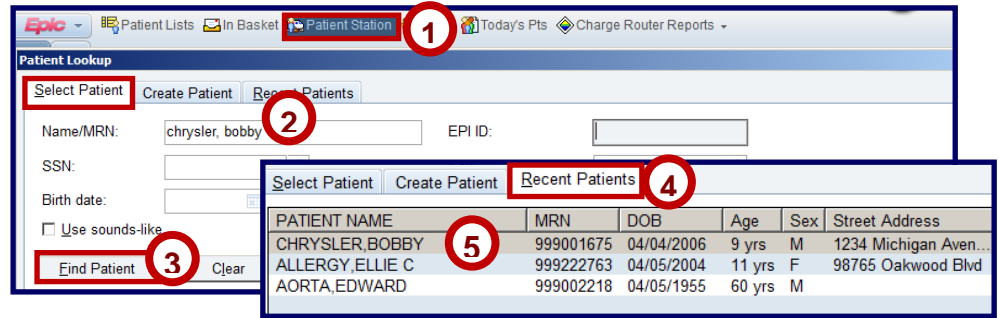 Epic Patient Lists In Basket Patient Station 1 Today's Pts Charge Router Reports
Patient Lookup
Select Patient Create Patient Recent Patients
Name/MRN: chrysler, bobby 2 EPI ID:
SSN:
Birth date:
Use sounds-like
Find Patient 3 Clear
Select Patient Create Patient Recent Patients 4
PATIENT NAME MRN DOB Age Sex Street Address
CHRYSLER,BOBBY 5 999001675 04/04/2006 9 yrs M 1234 Michigan Aven...
ALLERGY,ELLIE C 999222763 04/05/2004 11 yrs F 98765 Oakwood Blvd
AORTA,EDWARD 999002218 04/05/1955 60 yrs M